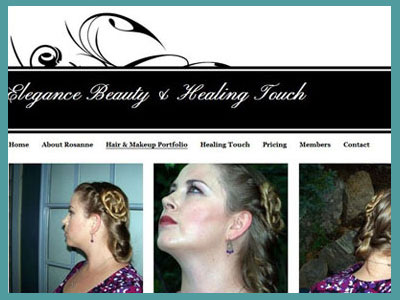 Elegance Beauty & Healing Touch
Home About Rosanne Hair & Makeup Portfolio Healing Touch Pricing Members Contact